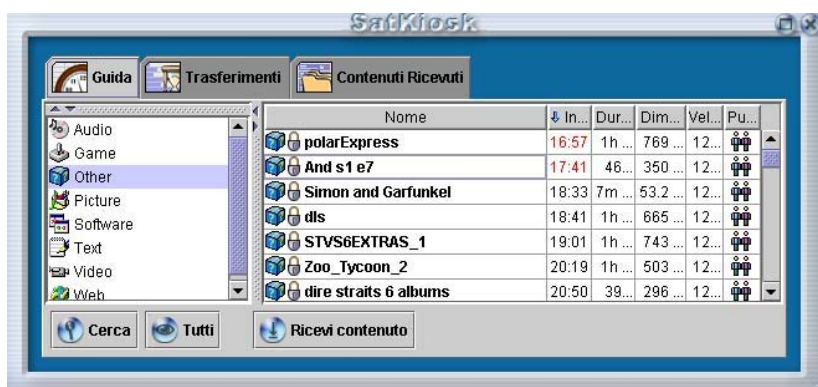 SatKiosk
Guida Trasferimenti Contenuti Ricevuti
Nome In... Dur... Dim... Vel... Pu...
Audio
Game
Other
Picture
Software
Text
Video
Web
polarExpress 16:57 1h ... 769 ... 12...
And s1 e7 17:41 46... 350 ... 12...
Simon and Garfunkel 18:33 7m ... 53.2 ... 12...
dls 18:41 1h ... 665 ... 12...
STVS6EXTRAS_1 19:01 1h ... 743 ... 12...
Zoo_Tycoon_2 20:19 1h ... 503 ... 12...
dire straits 6 albums 20:50 39... 296 ... 12...
Cerca Tutti Ricevi contenuto